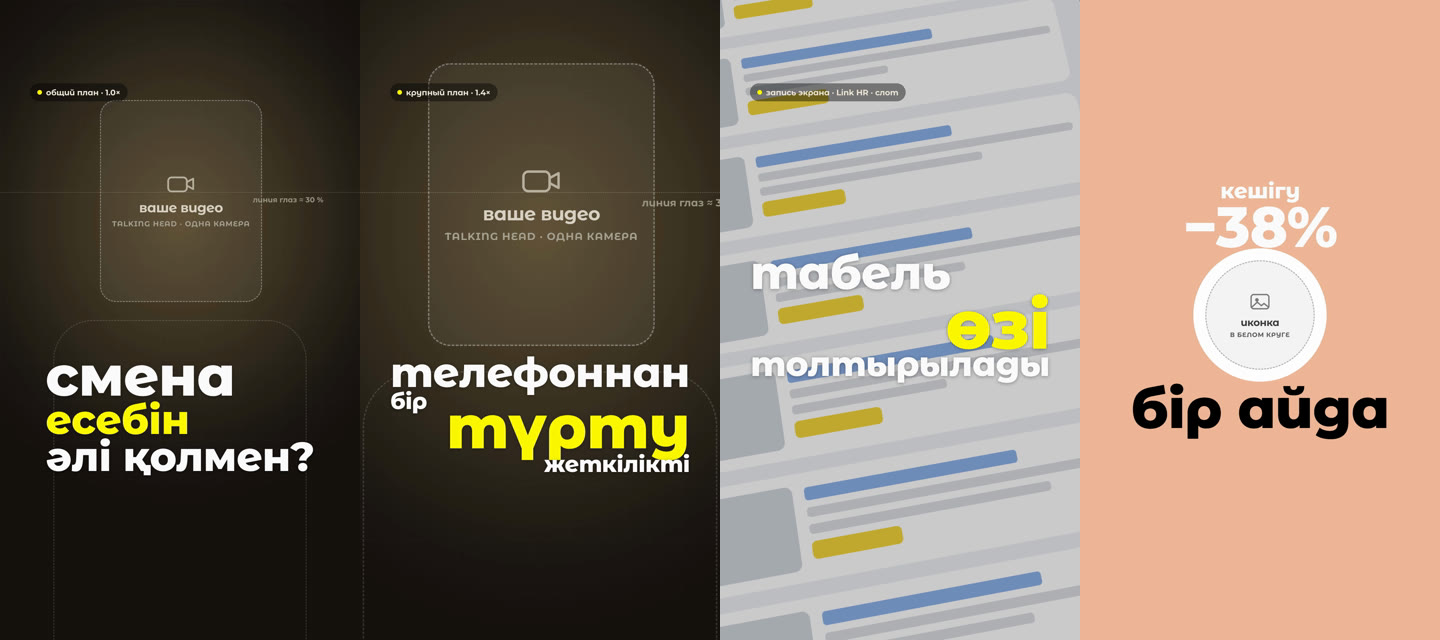 общий план · 1.0×
ваше видео
TALKING HEAD · ОДНА КАМЕРА
линия глаз ≈ 30 %
смена
есебін
әлі қолмен?
крупный план · 1.4×
ваше видео
TALKING HEAD · ОДНА КАМЕРА
линия глаз ≈ 3
телефоннан
бір
түрту
жеткілікті
запись экрана · Link HR · слот
табель
өзі
толтырылады
кешігу
−38%
иконка
В БЕЛОМ КРУГЕ
бір айда